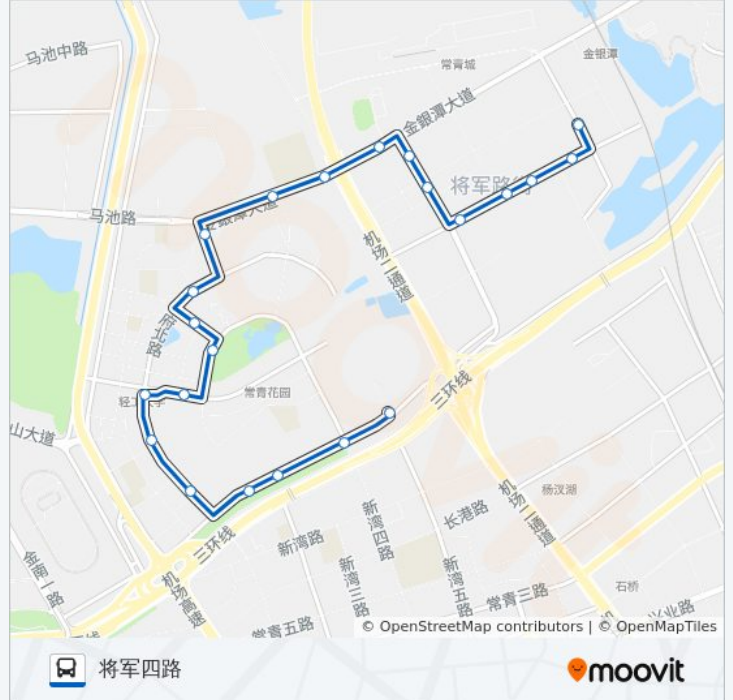 马池中路
常青城
金银潭
金银潭大道
将军路
马池路
机场二通道
三环线
常青花园
山大道
杨汊湖
机场二通道
长港路
新湾四路
三环线
新湾路
金南一路
新湾三路
新湾五路
常青三路
石桥
机场高速
兴业路
常青五路
© OpenStreetMap contributors | © OpenMapTiles
将军四路
moovit